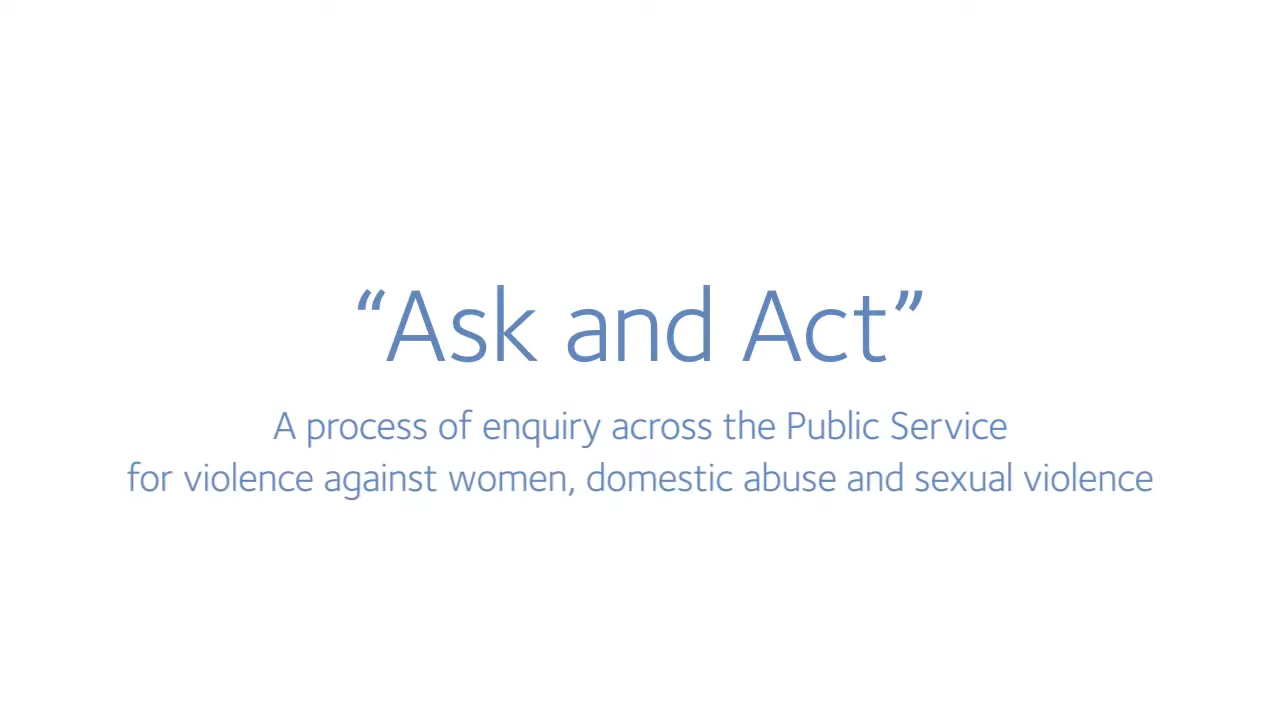 “Ask and Act”
A process of enquiry across the Public Service
for violence against women, domestic abuse and sexual violence